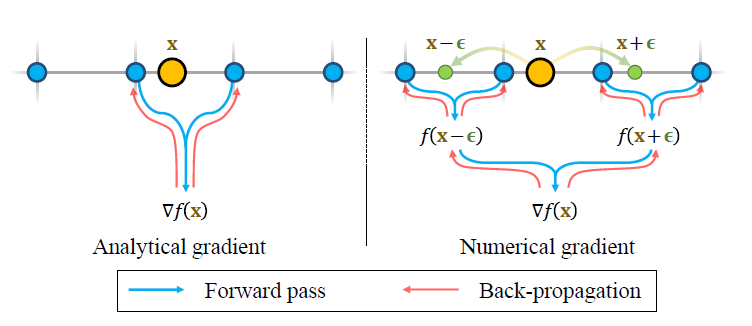 x
∇f(x)
Analytical gradient
x−ϵ
x
x+ϵ
f(x−ϵ)
f(x+ϵ)
∇f(x)
Numerical gradient
Forward pass
Back-propagation